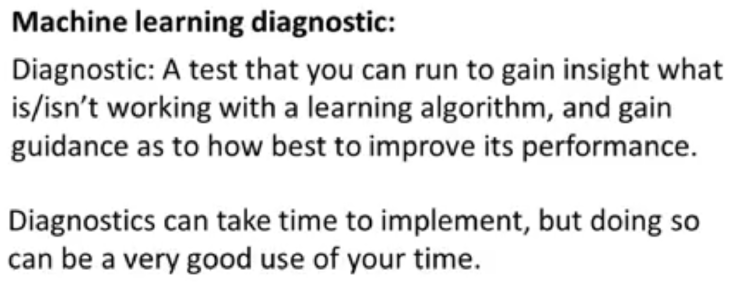 Machine learning diagnostic:
Diagnostic: A test that you can run to gain insight what
is/isn't working with a learning algorithm, and gain
guidance as to how best to improve its performance.
Diagnostics can take time to implement, but doing so
can be a very good use of your time.